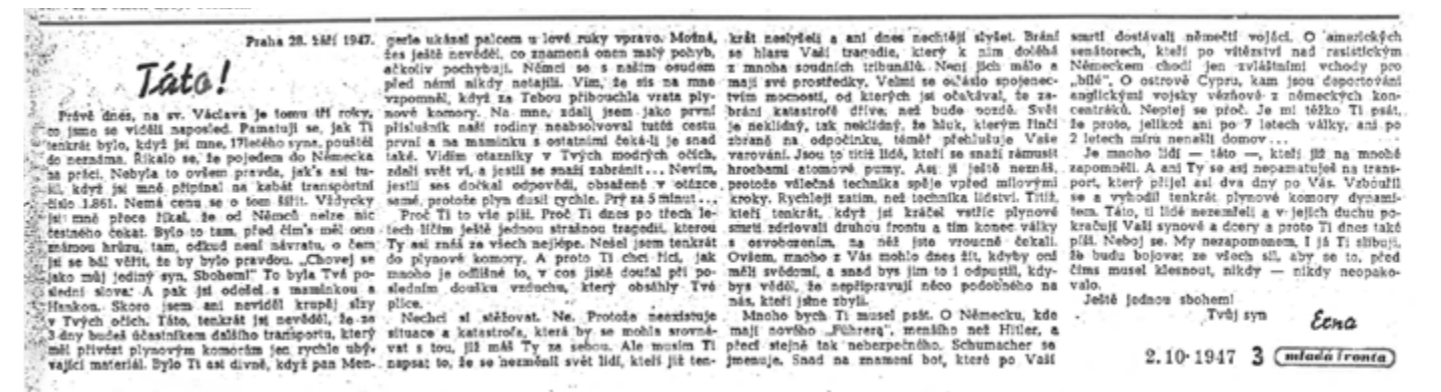 Praha 28. září 1947.
Táto!
Právě dnes, na sv. Václava je tomu tři roky,
co jsme se viděli naposled. Pamatuji se, jak Ti
tenkrát bylo, když jsi mne, 17letého syna, pouštěl
do neznáma. Říkalo se, že pojedem do Německa
na práci. Nebyla to ovšem pravda, jak's asi tu-
šil, když jsi mně připínal na kabát transportní
číslo 1.861. Nemá cenu se o tom šířit. Vždycky
jsi mně přece říkal, že od Němců nelze nic
čestného čekat. Bylo to tam, před čím's měl onu
známou hrůzu, tam, odkud není návratu, o čem
jsi se bál věřit, že by bylo pravdou. „Chovej se
jako můj jediný syn, Sbohem!" To byla Tvá po-
slední slova: A pak jsi odešel s maminkou a
Hankou. Skoro jsem ani neviděl krupěj slzy
v Tvých očích. Táto, tenkrát jsi nevěděl, že za
3 dny budeš účastníkem dalšího transportu, který
měl přivézt plynovým komorám jen rychle ubý-
vající materiál. Bylo Ti asi divné, když pan Men-
gerle ukázal palcem u levé ruky vpravo. Možná,
žes ještě nevěděl, co znamená onen malý pohyb,
ačkoliv pochybuji. Němci se s naším osudem
před námi nikdy netajili. Vím, že sis na mne
vzpomněl, když za Tebou přibouchla vrata ply-
nové komory. Na mne, zdali jsem jako první
příslušník naší rodiny neabsolvoval tutéž cestu
první a na maminku s ostatními čeká-li je snad
také. Vidím otazníky v Tvých modrých očích,
zdali svět ví, a jestli se snaží zabránit... Nevím,
jestli ses dočkal odpovědi, obsažené v otázce
samé, protože plyn dusil rychle. Prý za 5 minut...
Proč Ti to vše píši. Proč Ti dnes po třech le-
tech líčím ještě jednou strašnou tragedii, kterou
Ty asi znáš ze všech nejlépe. Nešel jsem tenkrát
do plynové komory. A proto Ti chci říci, jak
mnoho je odlišné to, v cos jistě doufal při po-
sledním doušku vzduchu, který obsáhly Tvé
plíce.
Nechci si stěžovat. Ne. Protože neexistuje
situace a katastrofa, která by se mohla srovná-
vat s tou, již máš Ty za sebou. Ale musím Ti
napsat to, že se nezměnil svět lidí, kteří již ten-
krát neslyšeli a ani dnes nechtějí slyšet. Brání
se hlasu Vaší tragedie, který k nim doléhá
z mnoha soudních tribunálů. Není jich málo a
mají své prostředky. Velmi se octislo spojenec-
tvím mocností, od kterých jsi očekával, že za-
brání katastrofě dříve, než bude pozdě. Svět
je neklidný, tak neklidný, že hluk, kterým řinčí
zbraně na odpočinku, téměř přehlušuje Vaše
varování. Jsou to titíž lidé, kteří se snaží zarmoutit
hrozbami atomové pumy. Asi ji ještě neznáš,
protože válečná technika spěje vpřed mílovými
kroky. Rychleji zatím, než technika lidství. Titíž,
kteří tenkrát, když jsi kráčel vstříc plynové
smrti zdržovali druhou frontu a tím konec války
s osvobozením, na něž jste vroucně čekali.
Ovšem, mnoho z Vás mohlo dnes žít, kdyby oni
měli svědomí, a snad bys jim to i odpustil, kdy-
bys věděl, že nepřipravují něco podobného na
nás, kteří jsme zbyli.
Mnoho bych Ti musel psát. O Německu, kde
mají nového „Führera", menšího než Hitler, a
přeci stejně tak nebezpečného. Schumacher se
jmenuje. Snad na znamení bot, které po Vaší
smrti dostávali němečtí vojáci. O amerických
senátorech, kteří po vítězství nad rasistickým
Německem chodí jen zvláštními vchody pro
„bílé". O ostrově Cypru, kam jsou deportováni
anglickými vojsky vězňové z německých kon-
centráků. Neptej se proč. Je mi těžko Ti psát,
že proto, jelikož ani po 7 letech války, ani po
2 letech míru nenašli domov...
Je mnoho lidí — táto —, kteří již na mnohé
zapomněli. A ani Ty se asi nepamatuješ na trans-
port, který přijel asi dva dny po Vás. Vzbouřil
se a vyhodil tenkrát plynové komory dynami-
tem. Táto, ti lidé nezemřeli a v jejich duchu po-
kračují Vaši synové a dcery a proto Ti dnes také
píši. Neboj se. My nezapomenem, I já Ti slibuji,
že budu bojovat ze všech sil, aby se to, před
čímž musel klesnout, nikdy — nikdy neopako-
valo.
Ještě jednou sbohem!
Tvůj syn
2.10.1947 3 mladá fronta